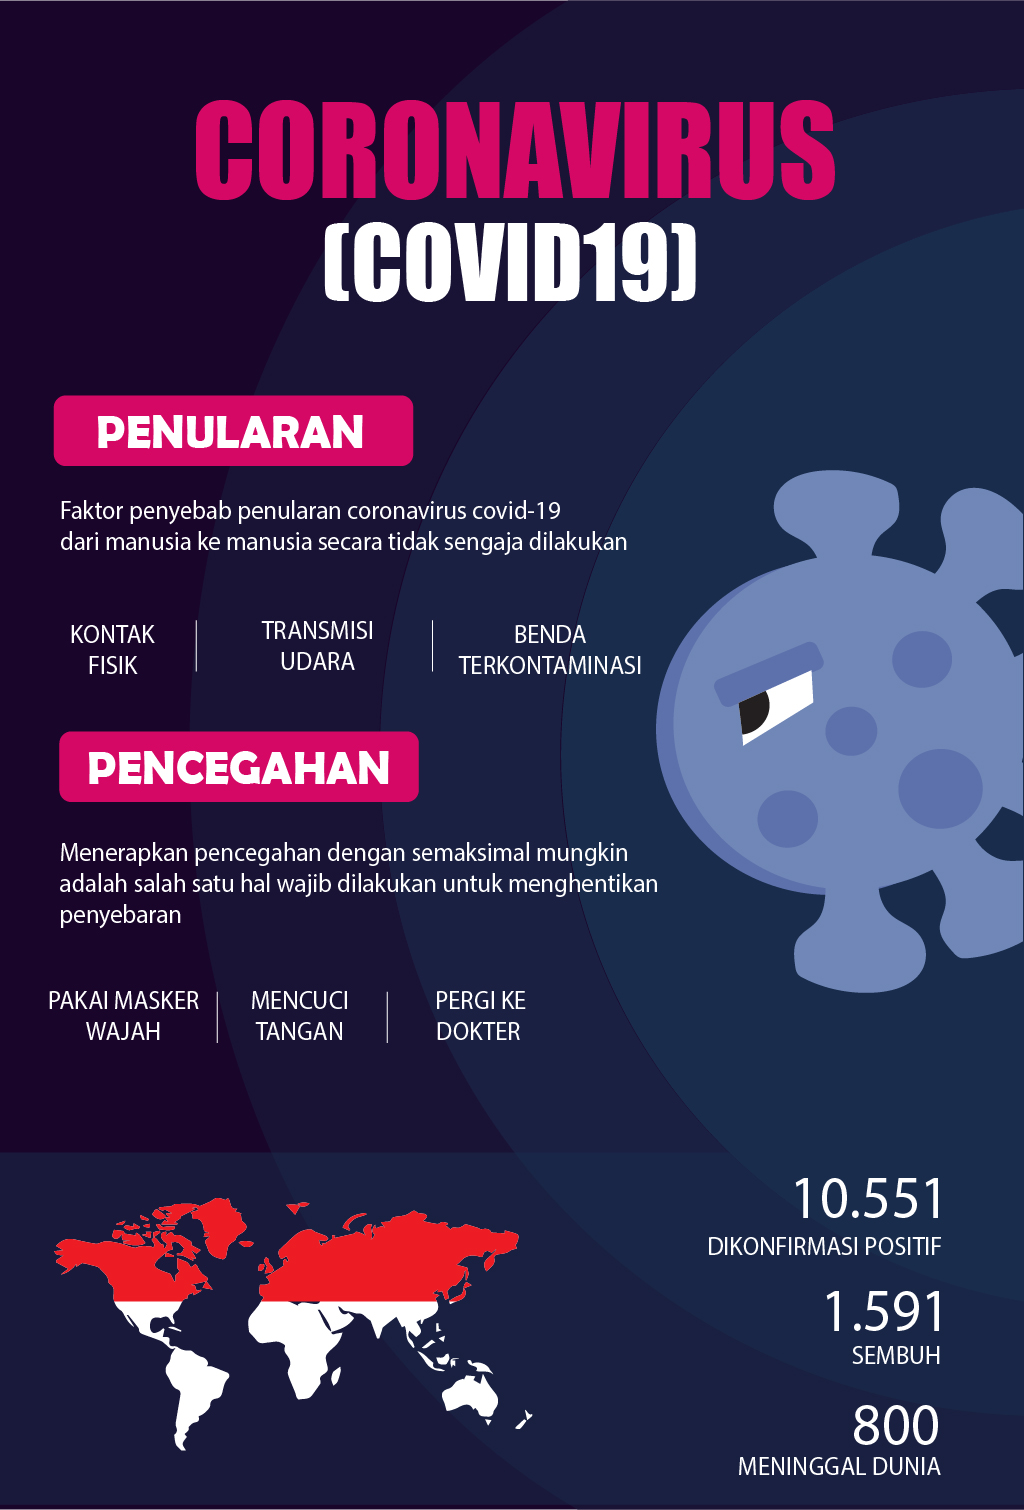 CORONAVIRUS
(COVID19)
PENULARAN
Faktor penyebab penularan coronavirus covid-19
dari manusia ke manusia secara tidak sengaja dilakukan
KONTAK
FISIK
TRANSMISI
UDARA
BENDA
TERKONTAMINASI
PENCEGAHAN
Menerapkan pencegahan dengan semaksimal mungkin
adalah salah satu hal wajib dilakukan untuk menghentikan
penyebaran
PAKAI MASKER
WAJAH
MENCUCI
TANGAN
PERGI KE
DOKTER
10.551
DIKONFIRMASI POSITIF
1.591
SEMBUH
800
MENINGGAL DUNIA